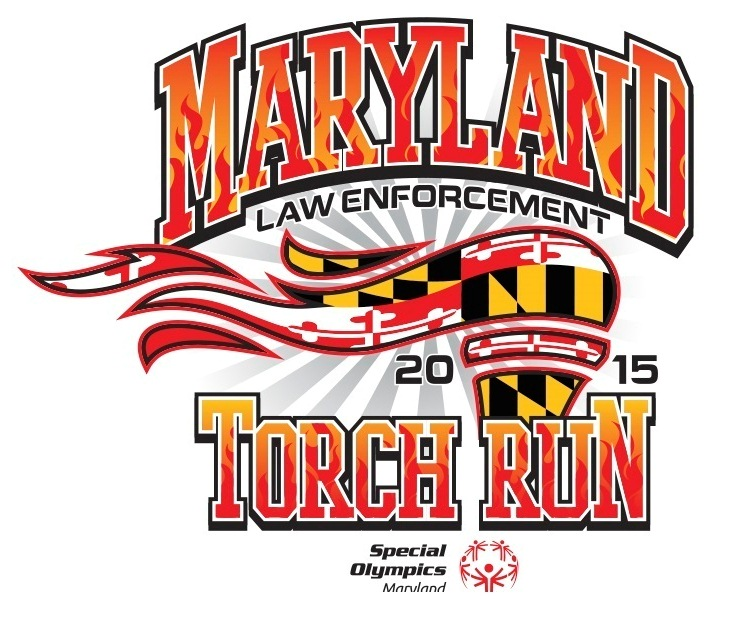 MARYLAND
LAW ENFORCEMENT
20 15
TORCH RUN
Special
Olympics
Maryland